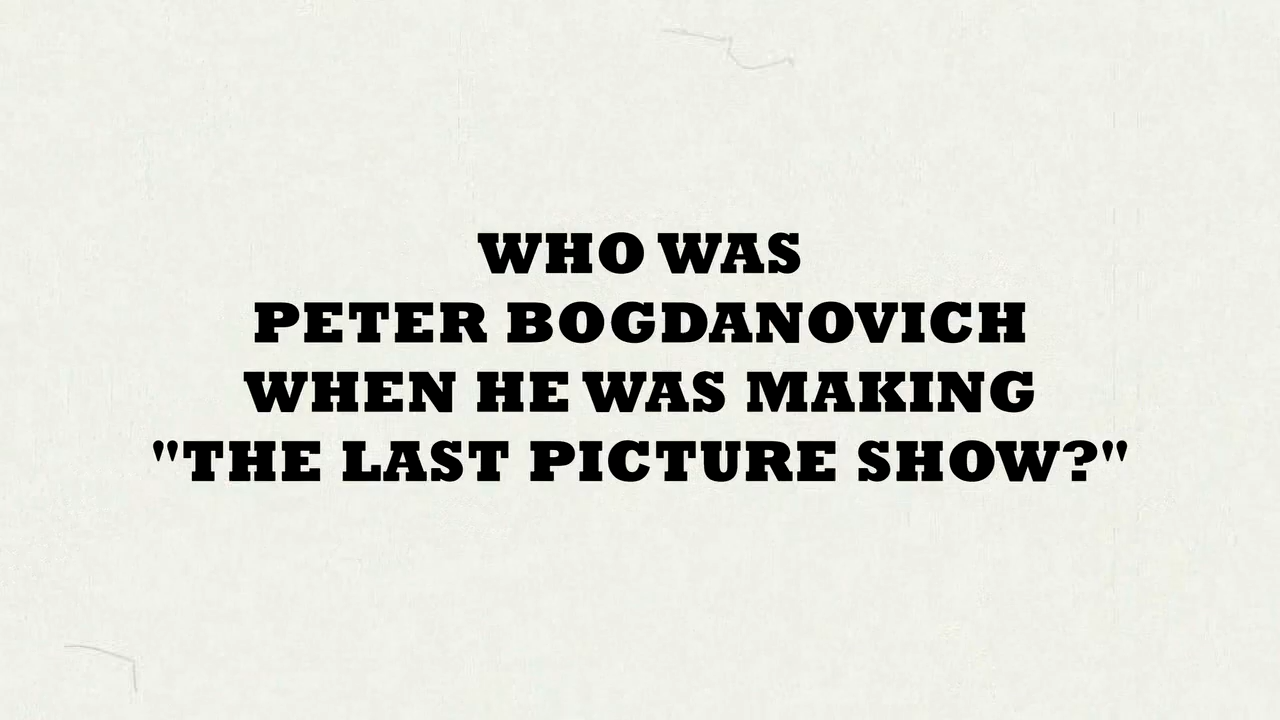 WHO WAS
PETER BOGDANOVICH
WHEN HE WAS MAKING
"THE LAST PICTURE SHOW?"